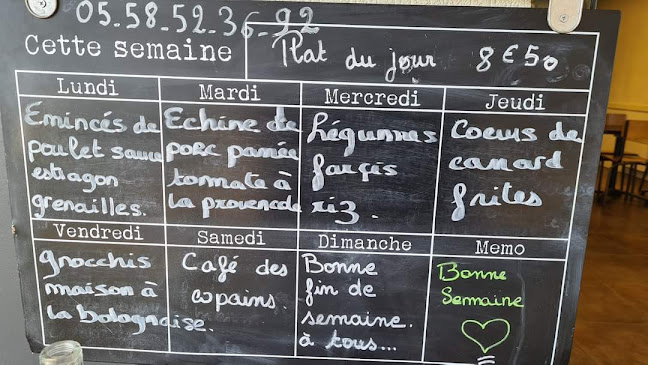 05.58.52.36.92
Cette semaine
Plat du jour 8€50
Lundi
Emincés de
poulet sauce
estragon
grenailles.
Mardi
Echine de
porc panée
tomate à
la provencale
Mercredi
Légumes
farçis
riz.
Jeudi
Coeurs de
canard
frites
Vendredi
gnocchis
maison à
la bolognaise.
Samedi
Café des
copains.
Dimanche
Bonne
fin de
semaine.
à tous...
Memo
Bonne
Semaine